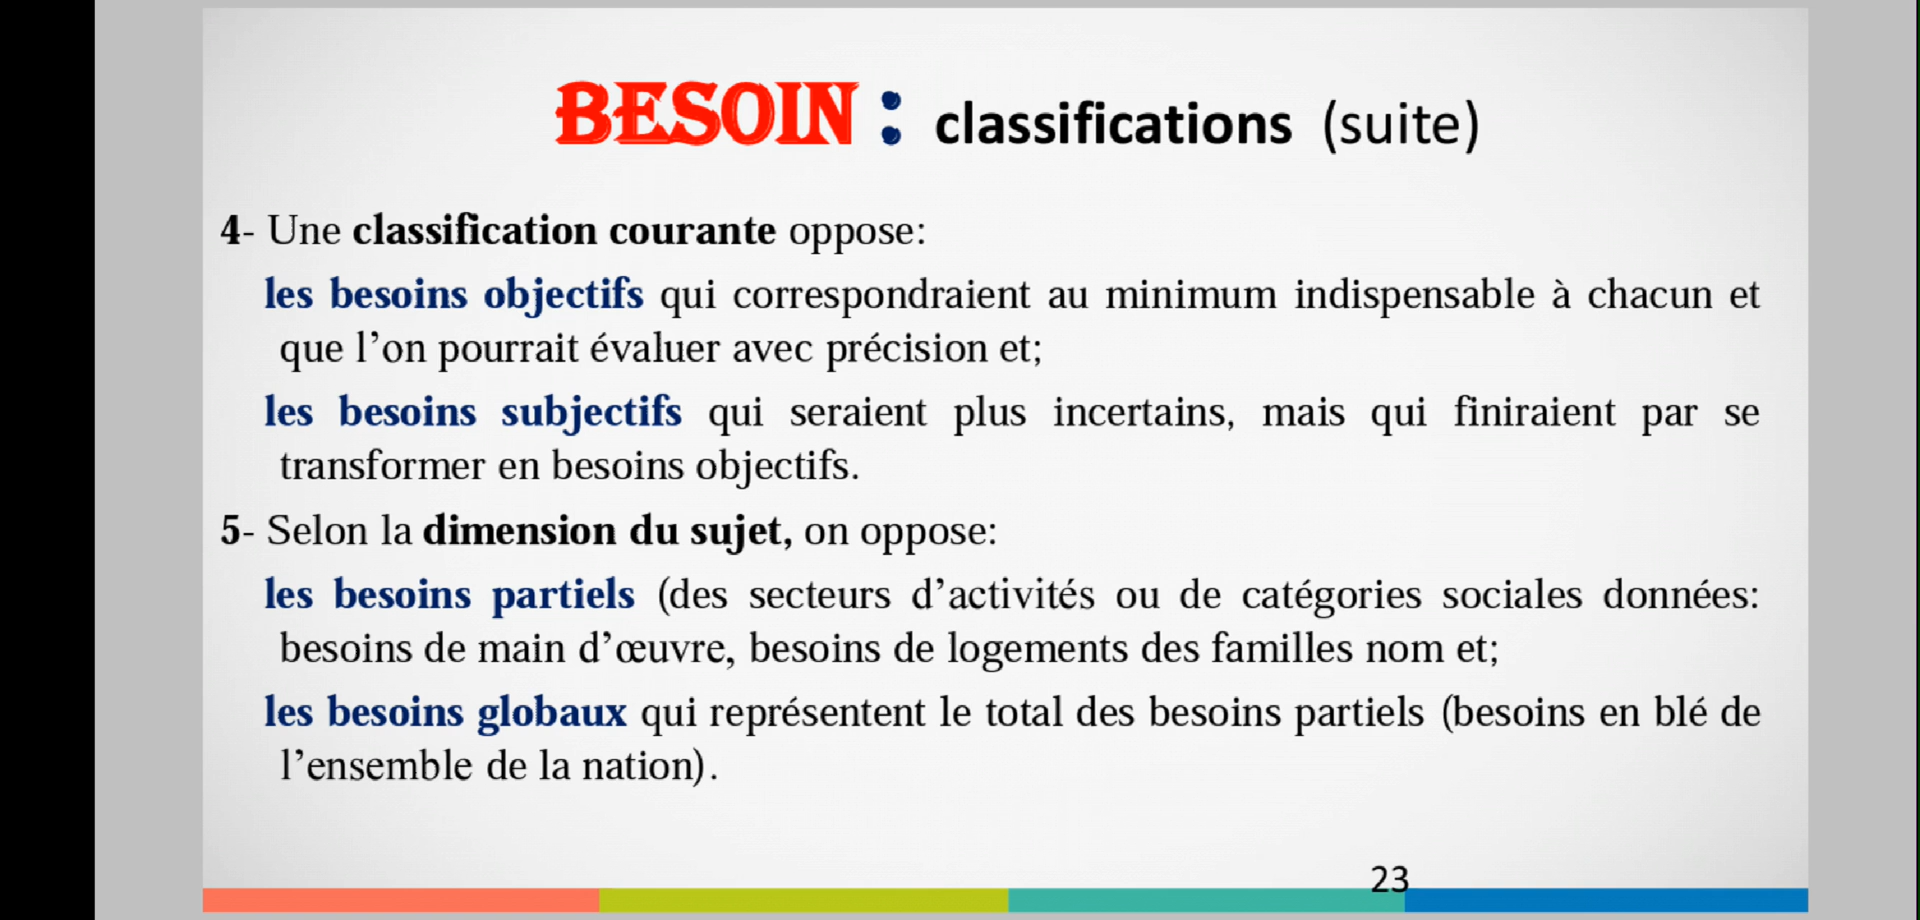 BESOIN : classifications (suite)
4- Une classification courante oppose:
les besoins objectifs qui correspondraient au minimum indispensable à chacun et
que l’on pourrait évaluer avec précision et;
les besoins subjectifs qui seraient plus incertains, mais qui finiraient par se
transformer en besoins objectifs.
5- Selon la dimension du sujet, on oppose:
les besoins partiels (des secteurs d’activités ou de catégories sociales données:
besoins de main d’œuvre, besoins de logements des familles nom et;
les besoins globaux qui représentent le total des besoins partiels (besoins en blé de
l’ensemble de la nation).
23